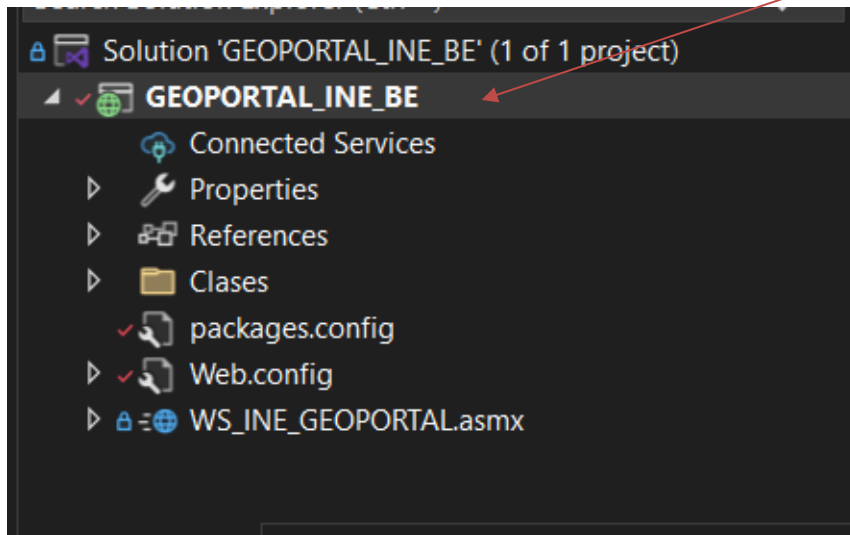 Solution 'GEOPORTAL_INE_BE' (1 of 1 project)
GEOPORTAL_INE_BE
Connected Services
Properties
References
Clases
packages.config
Web.config
WS_INE_GEOPORTAL.asmx